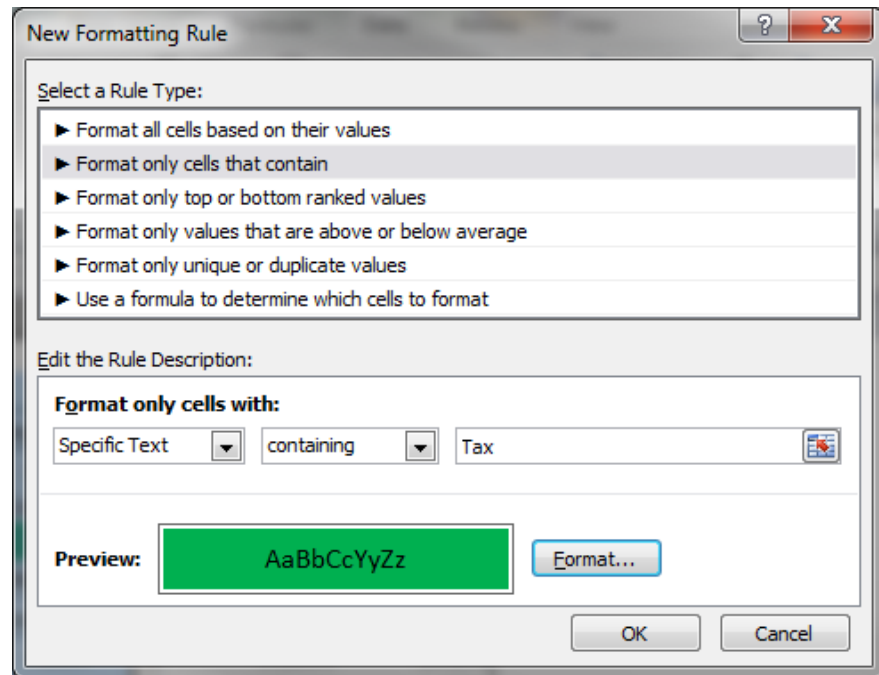 New Formatting Rule
Select a Rule Type:
► Format all cells based on their values
► Format only cells that contain
► Format only top or bottom ranked values
► Format only values that are above or below average
► Format only unique or duplicate values
► Use a formula to determine which cells to format
Edit the Rule Description:
Format only cells with:
Specific Text containing Tax
Preview: AaBbCcYyZz Format...
OK Cancel